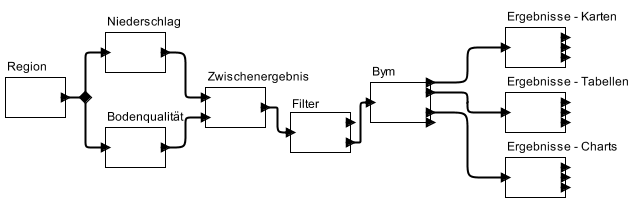 Region
Niederschlag
Bodenqualität
Zwischenergebnis
Filter
Bym
Ergebnisse - Karten
Ergebnisse - Tabellen
Ergebnisse - Charts